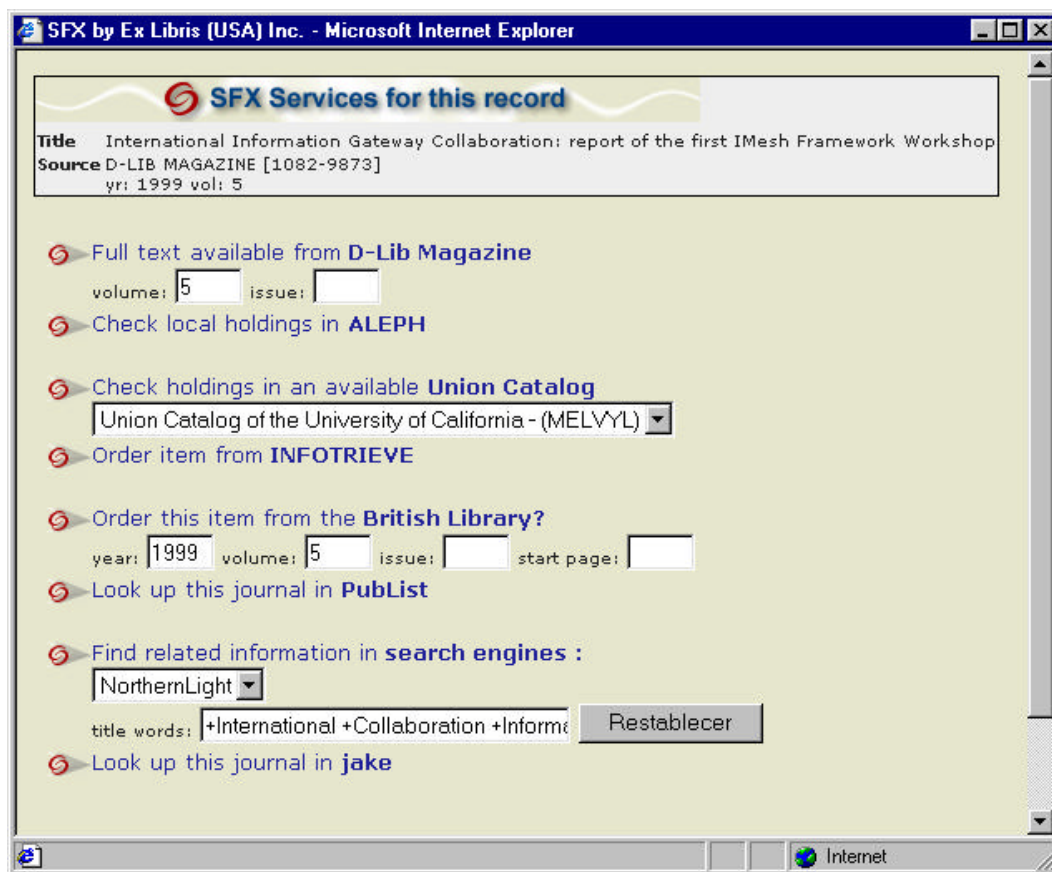 SFX by Ex Libris (USA) Inc. - Microsoft Internet Explorer
SFX Services for this record
Title International Information Gateway Collaboration: report of the first IMesh Framework Workshop
Source D-LIB MAGAZINE [1082-9873]
yr: 1999 vol: 5
Full text available from D-Lib Magazine
volume: 5 issue:
Check local holdings in ALEPH
Check holdings in an available Union Catalog
Union Catalog of the University of California - (MELVYL)
Order item from INFOTRIEVE
Order this item from the British Library?
year: 1999 volume: 5 issue: start page:
Look up this journal in PubList
Find related information in search engines :
NorthernLight
title words: +International +Collaboration +Informa Restablecer
Look up this journal in jake
Internet